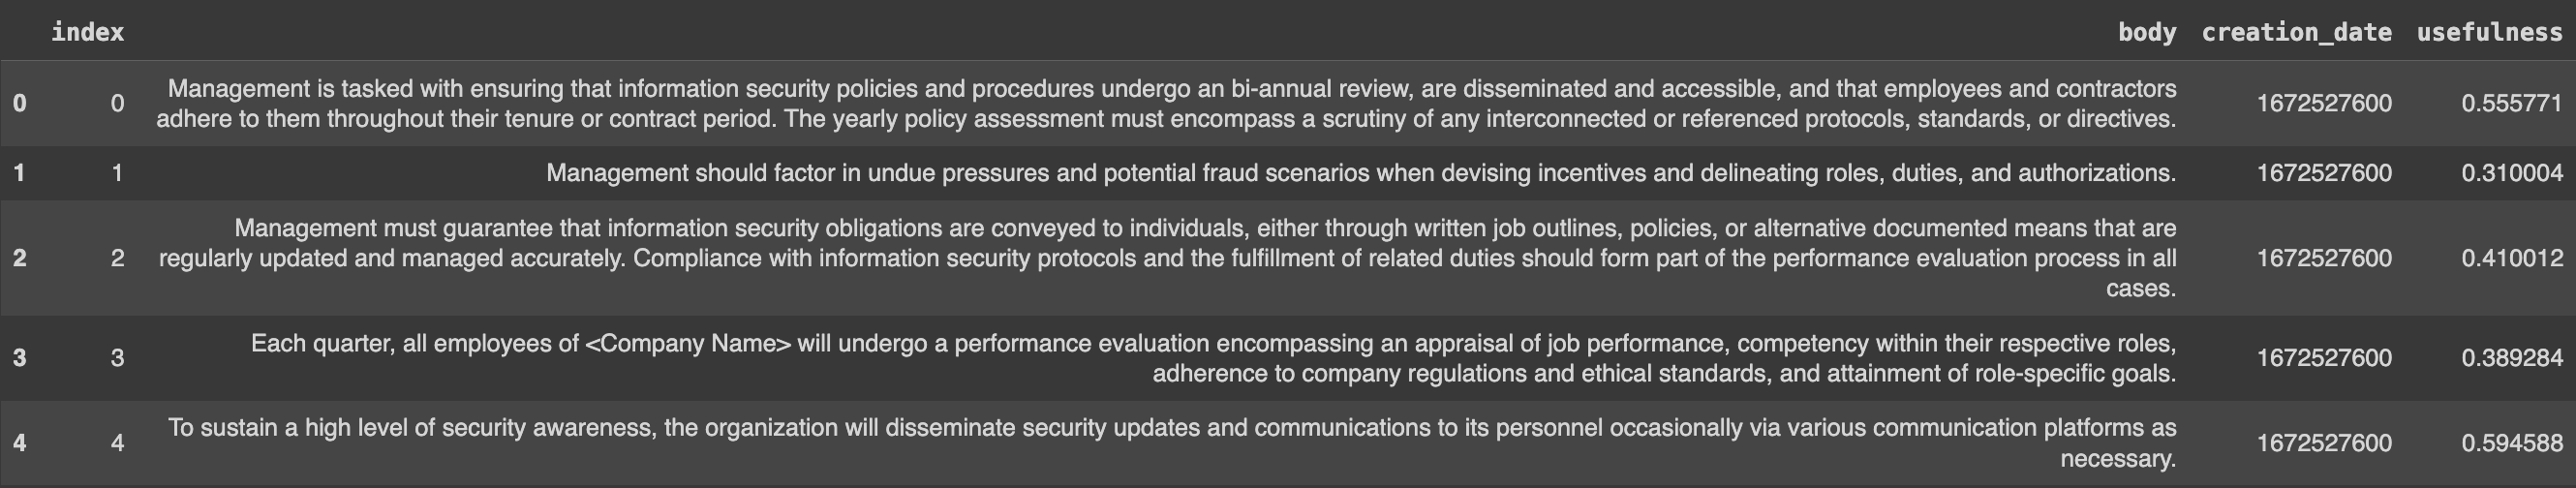 index body creation_date usefulness
0 0 Management is tasked with ensuring that information security policies and procedures undergo an bi-annual review, are disseminated and accessible, and that employees and contractors 1672527600 0.555771
adhere to them throughout their tenure or contract period. The yearly policy assessment must encompass a scrutiny of any interconnected or referenced protocols, standards, or directives.
1 1 Management should factor in undue pressures and potential fraud scenarios when devising incentives and delineating roles, duties, and authorizations. 1672527600 0.310004
Management must guarantee that information security obligations are conveyed to individuals, either through written job outlines, policies, or alternative documented means that are
2 2 regularly updated and managed accurately. Compliance with information security protocols and the fulfillment of related duties should form part of the performance evaluation process in all 1672527600 0.410012
cases.
3 3 Each quarter, all employees of <Company Name> will undergo a performance evaluation encompassing an appraisal of job performance, competency within their respective roles, 1672527600 0.389284
adherence to company regulations and ethical standards, and attainment of role-specific goals.
4 4 To sustain a high level of security awareness, the organization will disseminate security updates and communications to its personnel occasionally via various communication platforms as 1672527600 0.594588
necessary.